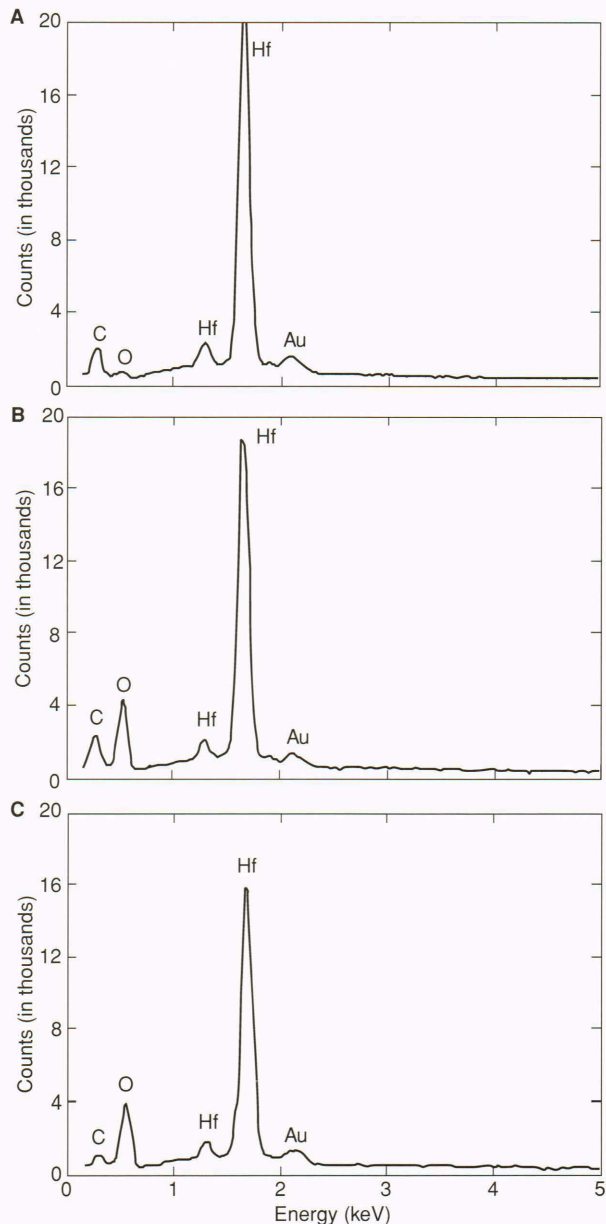 A
20
16
12
8
4
0
Counts (in thousands)
Hf
C
O
Hf
Au
B
20
16
12
8
4
0
Counts (in thousands)
Hf
C
O
Hf
Au
C
20
16
12
8
4
0
Counts (in thousands)
Hf
C
O
Hf
Au
0 1 2 3 4 5
Energy (keV)